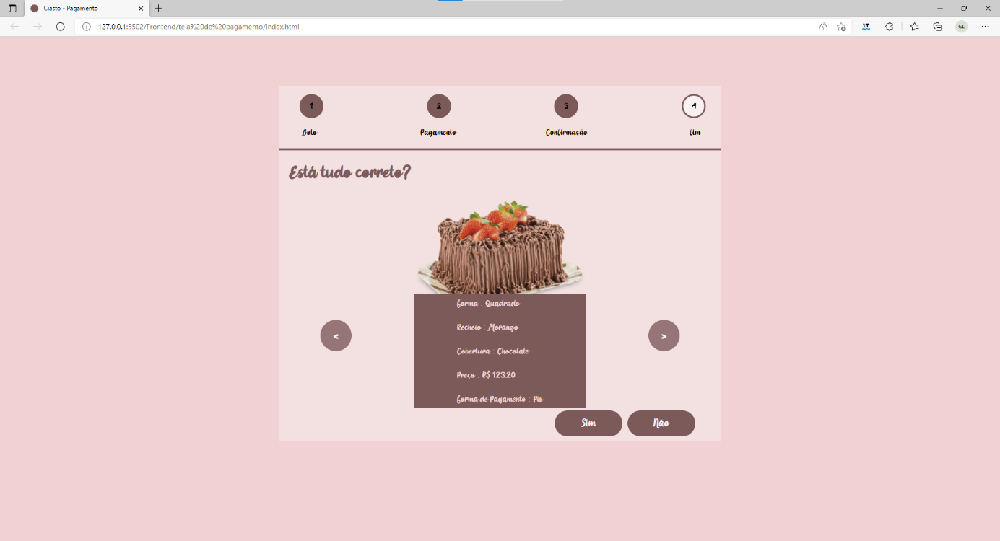 Ciasto - Pagamento
127.0.0.1:5502/Frontend/tela%20de%20pagamento/index.html
LT
GL
1
2
3
4
Bolo
Pagamento
Confirmação
fim
Está tudo correto?
forma : Quadrado
Recheio : Morango
Cobertura : Chocolate
<
>
Preço : R$ 123.20
forma de Pagamento : Pix
Sim
Não